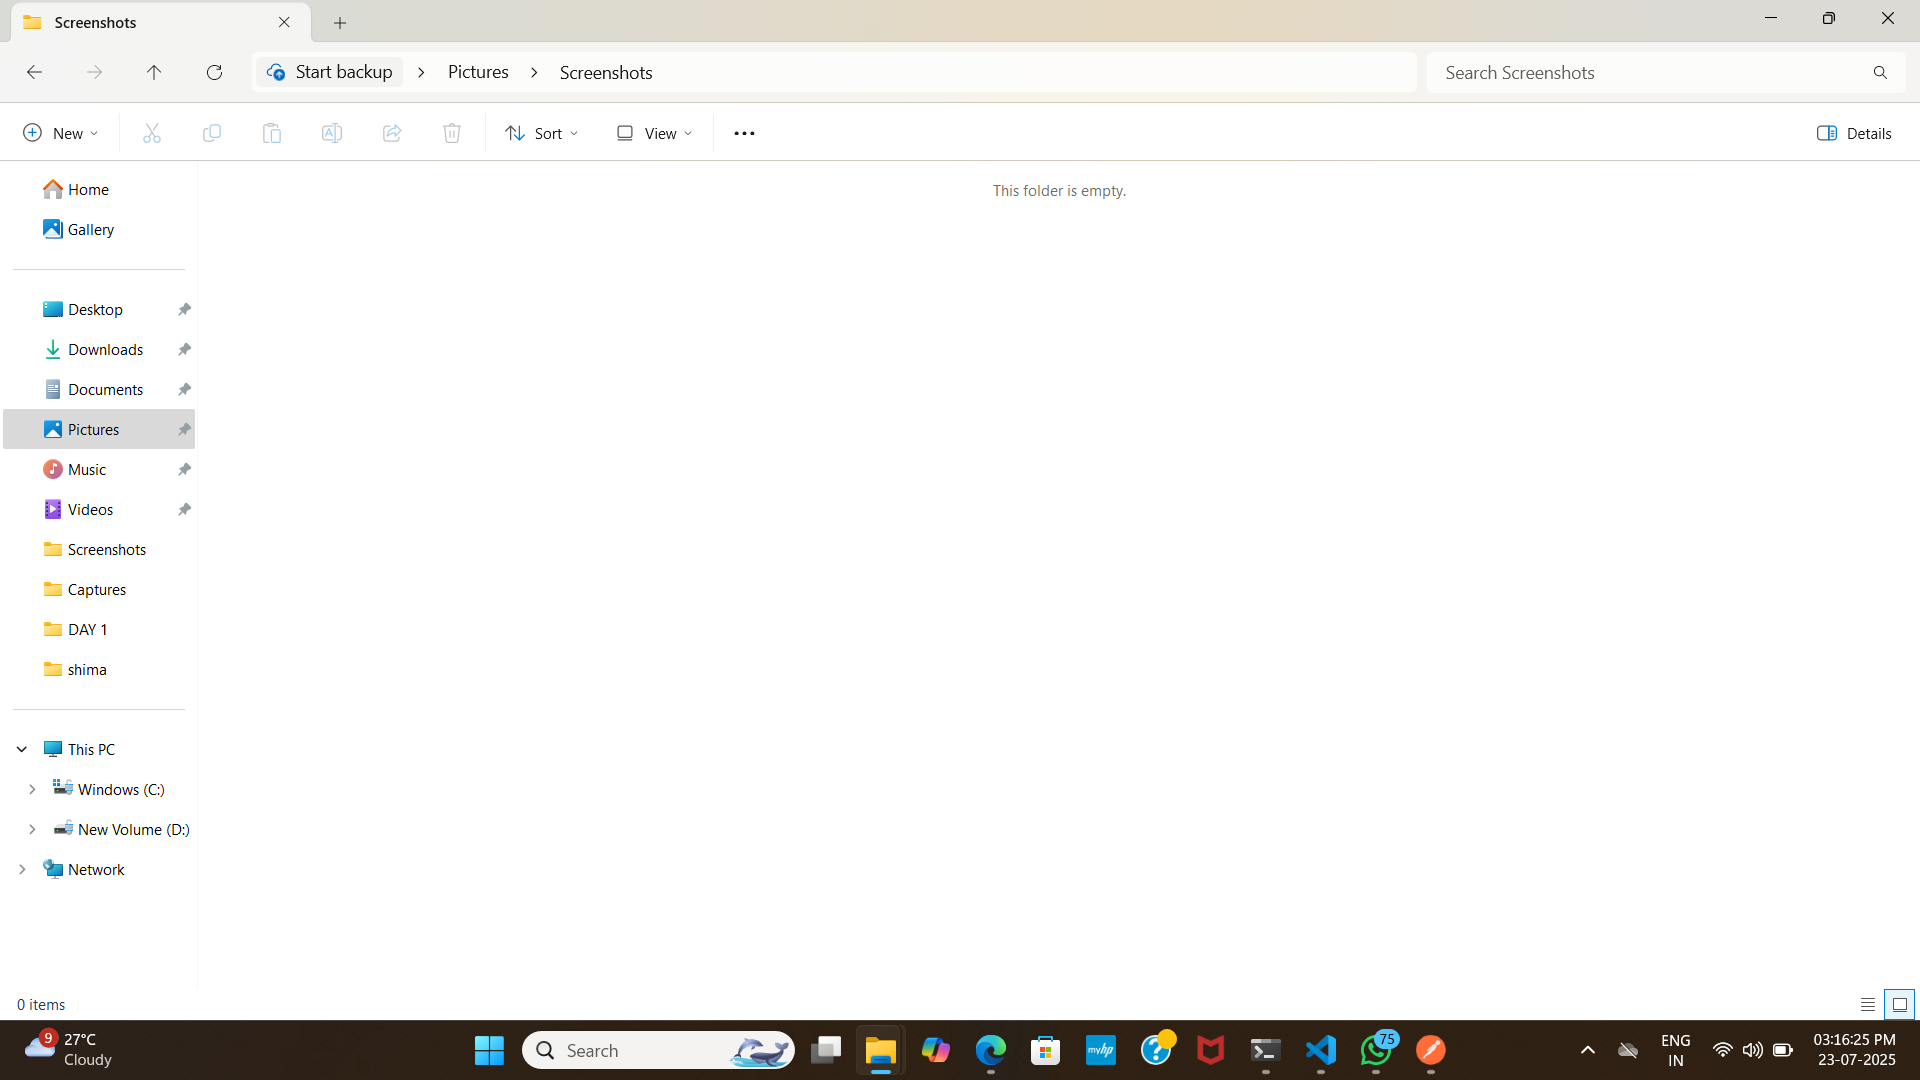 Screenshots
Start backup
Pictures
Screenshots
Search Screenshots
New
Sort
View
Details
Home
Gallery
This folder is empty.
Desktop
Downloads
Documents
Pictures
Music
Videos
Screenshots
Captures
DAY 1
shima
This PC
Windows (C:)
New Volume (D:)
Network
0 items
9
27°C
Cloudy
Search
myhp
75
ENG
IN
03:16:25 PM
23-07-2025